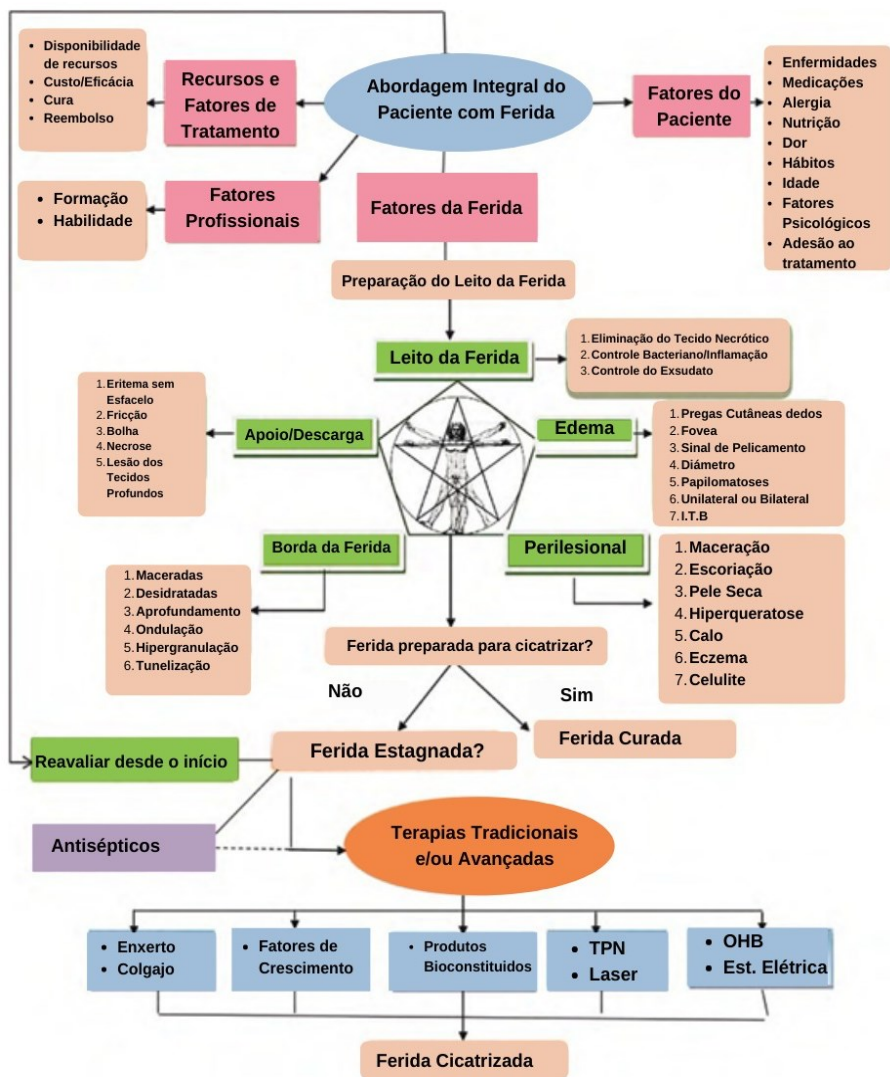 Disponibilidade
de recursos
Custo/Eficácia
Cura
Reembolso
Recursos e
Fatores de
Tratamento
Abordagem Integral do
Paciente com Ferida
Fatores do
Paciente
Enfermidades
Medicações
Alergia
Nutrição
Dor
Hábitos
Idade
Fatores
Psicológicos
Adesão ao
tratamento
Formação
Habilidade
Fatores
Profissionais
Fatores da Ferida
Preparação do Leito da Ferida
Leito da Ferida
1. Eliminação do Tecido Necrótico
2. Controle Bacteriano/Inflamação
3. Controle do Exsudato
1. Eritema sem
Esfacelo
2. Fricção
3. Bolha
4. Necrose
5. Lesão dos
Tecidos
Profundos
Apoio/Descarga
Edema
1. Pregas Cutâneas dedos
2. Fovea
3. Sinal de Pelicamento
4. Diámetro
5. Papilomatoses
6. Unilateral ou Bilateral
7. I.T.B
Borda da Ferida
Perilesional
1. Maceradas
2. Desidratadas
3. Aprofundamento
4. Ondulação
5. Hipergranulação
6. Tunelização
1. Maceração
2. Escoriação
3. Pele Seca
4. Hiperqueratose
5. Calo
6. Eczema
7. Celulite
Ferida preparada para cicatrizar?
Não
Sim
Ferida Estagnada?
Ferida Curada
Reavaliar desde o início
Antisépticos
Terapias Tradicionais
e/ou Avançadas
Enxerto
Colgajo
Fatores de
Crescimento
Produtos
Bioconstituidos
TPN
Laser
OHB
Est. Elétrica
Ferida Cicatrizada